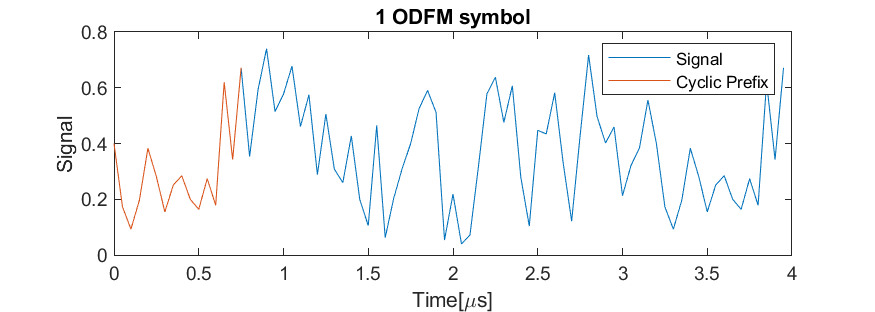 1 ODFM symbol
Signal
0.8
0.6
0.4
0.2
0
0 0.5 1 1.5 2 2.5 3 3.5 4
Time[μs]
Signal
Cyclic Prefix